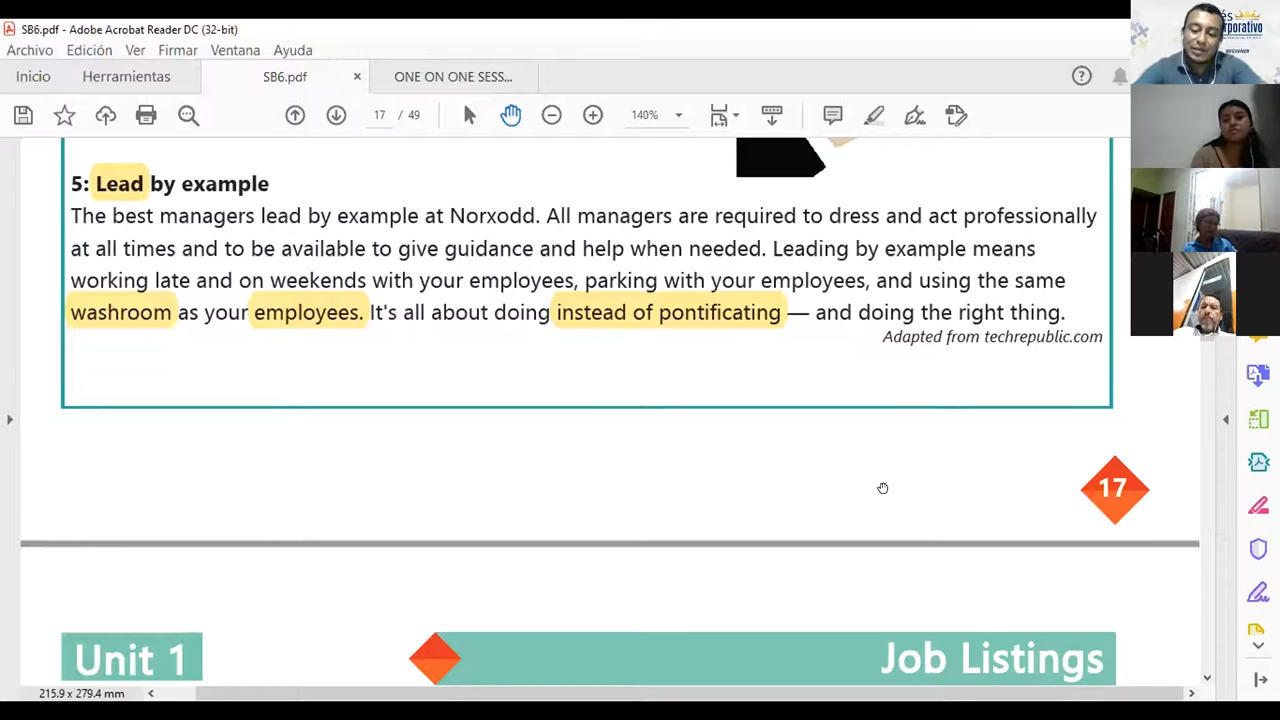 SB6.pdf - Adobe Acrobat Reader DC (32-bit)
Archivo Edición Ver Firmar Ventana Ayuda
Inicio Herramientas SB6.pdf × ONE ON ONE SESS...
17 / 49 140%
5: Lead by example
The best managers lead by example at Norxodd. All managers are required to dress and act professionally
at all times and to be available to give guidance and help when needed. Leading by example means
working late and on weekends with your employees, parking with your employees, and using the same
washroom as your employees. It's all about doing instead of pontificating — and doing the right thing.
Adapted from techrepublic.com
17
Unit 1 Job Listings
215.9 x 279.4 mm
BEGINNER